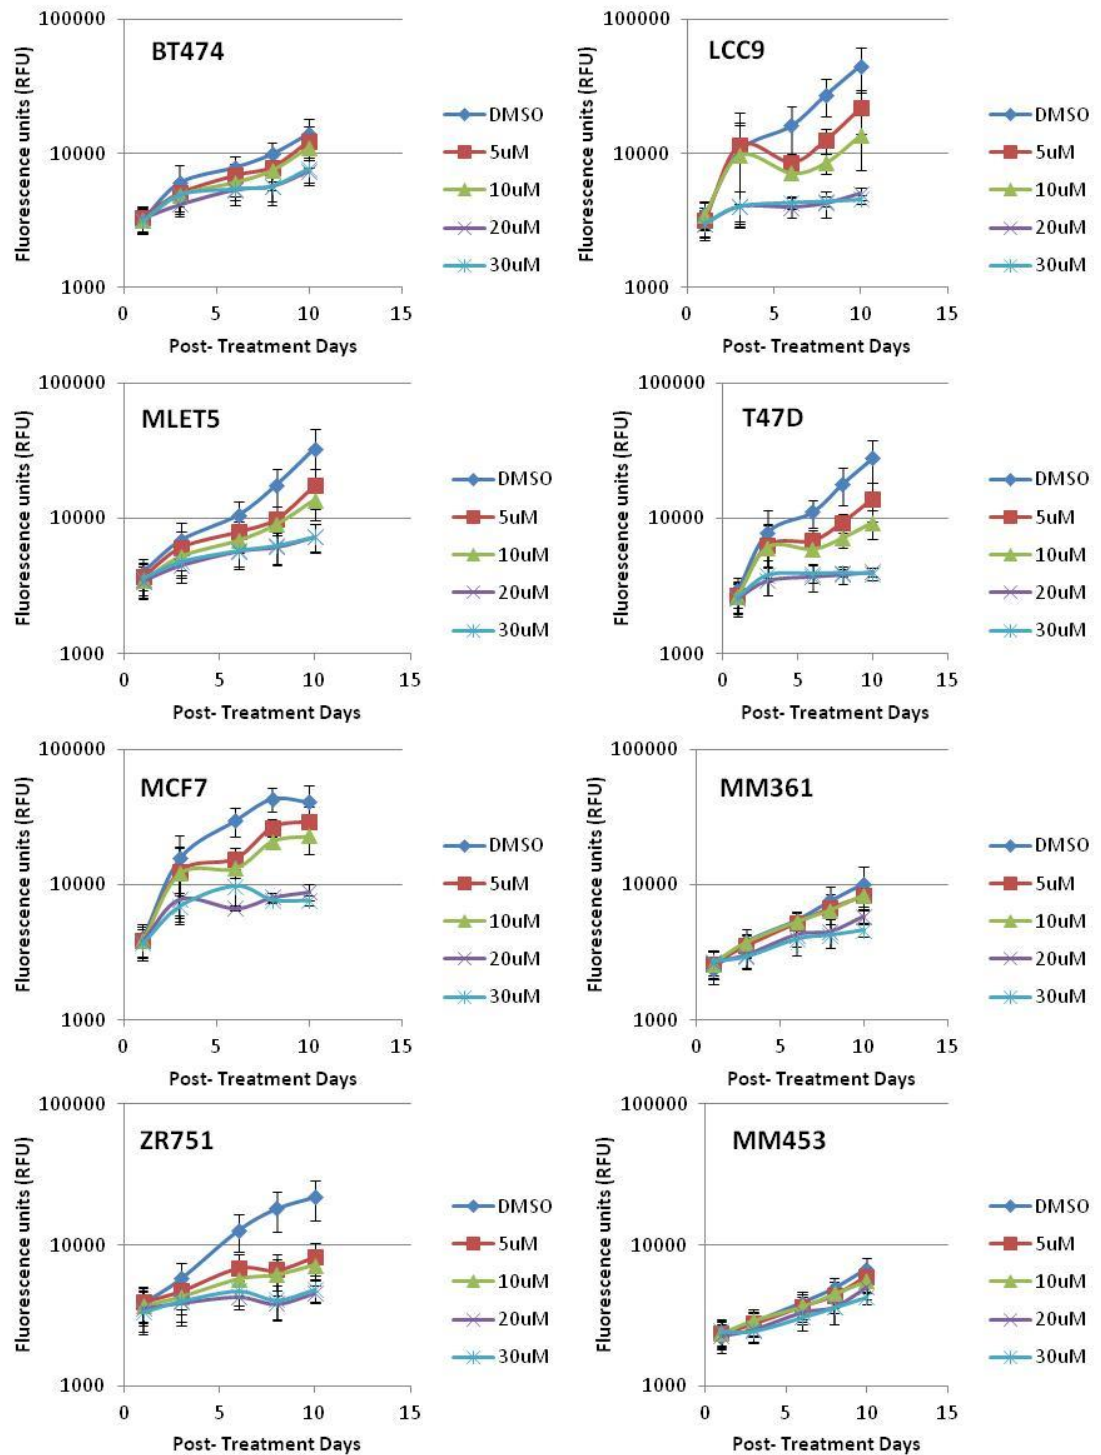 BT474
Fluorescence units (RFU)
100000
10000
1000
0 5 10 15
Post- Treatment Days
DMSO
5uM
10uM
20uM
30uM
LCC9
Fluorescence units (RFU)
100000
10000
1000
0 5 10 15
Post- Treatment Days
DMSO
5uM
10uM
20uM
30uM
MLET5
Fluorescence units (RFU)
100000
10000
1000
0 5 10 15
Post- Treatment Days
DMSO
5uM
10uM
20uM
30uM
T47D
Fluorescence units (RFU)
100000
10000
1000
0 5 10 15
Post- Treatment Days
DMSO
5uM
10uM
20uM
30uM
MCF7
Fluorescence units (RFU)
100000
10000
1000
0 5 10 15
Post- Treatment Days
DMSO
5uM
10uM
20uM
30uM
MM361
Fluorescence units (RFU)
100000
10000
1000
0 5 10 15
Post- Treatment Days
DMSO
5uM
10uM
20uM
30uM
ZR751
Fluorescence units (RFU)
100000
10000
1000
0 5 10 15
Post- Treatment Days
DMSO
5uM
10uM
20uM
30uM
MM453
Fluorescence units (RFU)
100000
10000
1000
0 5 10 15
Post- Treatment Days
DMSO
5uM
10uM
20uM
30uM